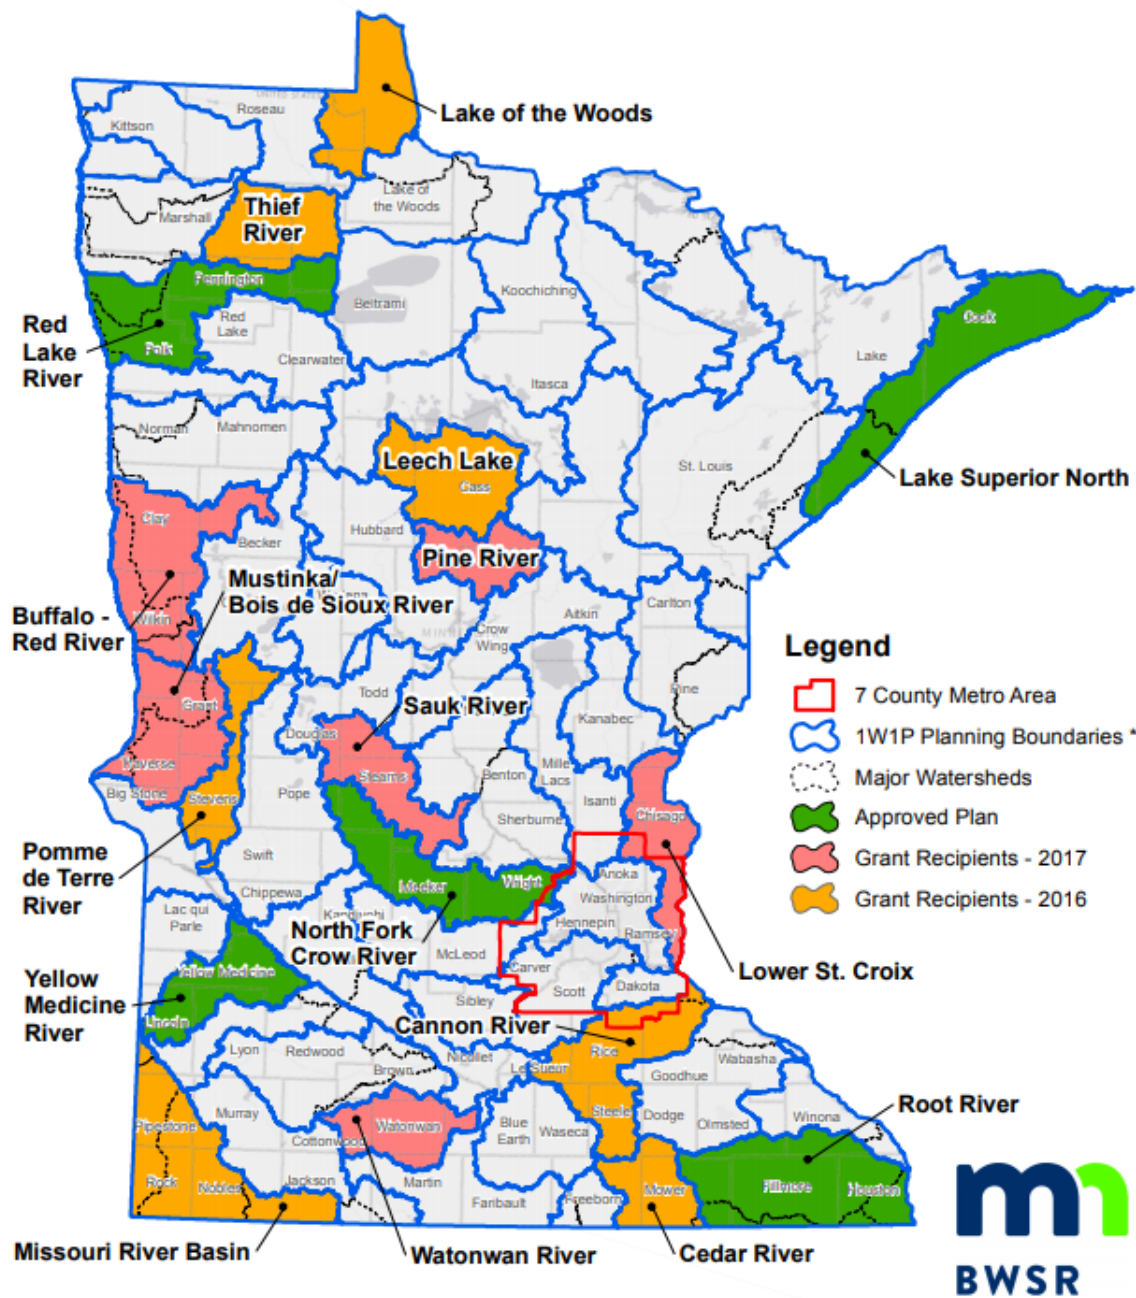 Lake of the Woods
UNITED STATES
Roseau
Kittson
Lake of
the Woods
Thief
River
Marshall
Pennington
Beltrami
Koochiching
Cook
Red
Lake
River
Red
Lake
Polk
Clearwater
Itasca
Lake
Norman
Mahnomen
Leech Lake
Cass
St. Louis
Lake Superior North
Clay
Becker
Hubbard
Pine River
Mustinka/
Bois de Sioux River
Buffalo -
Red River
Wilkin
Crow
Wing
Aitkin
Carlton
Legend
7 County Metro Area
1W1P Planning Boundaries *
Major Watersheds
Approved Plan
Grant Recipients - 2017
Grant Recipients - 2016
Pine
Grant
Todd
Sauk River
Douglas
Kanabec
Traverse
Big Stone
Stevens
Pope
Stearns
Benton
Mille
Lacs
Isanti
Chisago
Sherburne
Pomme
de Terre
River
Swift
Chippewa
Meeker
Wright
Anoka
Washington
Hennepin
Ramsey
Lac qui
Parle
Kandiyohi
North Fork
Crow River
McLeod
Carver
Scott
Dakota
Lower St. Croix
Yellow
Medicine
River
Yellow Medicine
Lincoln
Sibley
Cannon River
Lyon
Redwood
Brown
Nicollet
Le Sueur
Rice
Goodhue
Wabasha
Pipestone
Murray
Cottonwood
Watonwan
Blue
Earth
Waseca
Steele
Dodge
Olmsted
Winona
Root River
Rock
Nobles
Jackson
Martin
Faribault
Freeborn
Mower
Fillmore
Houston
Missouri River Basin
Watonwan River
Cedar River
mn
BWSR